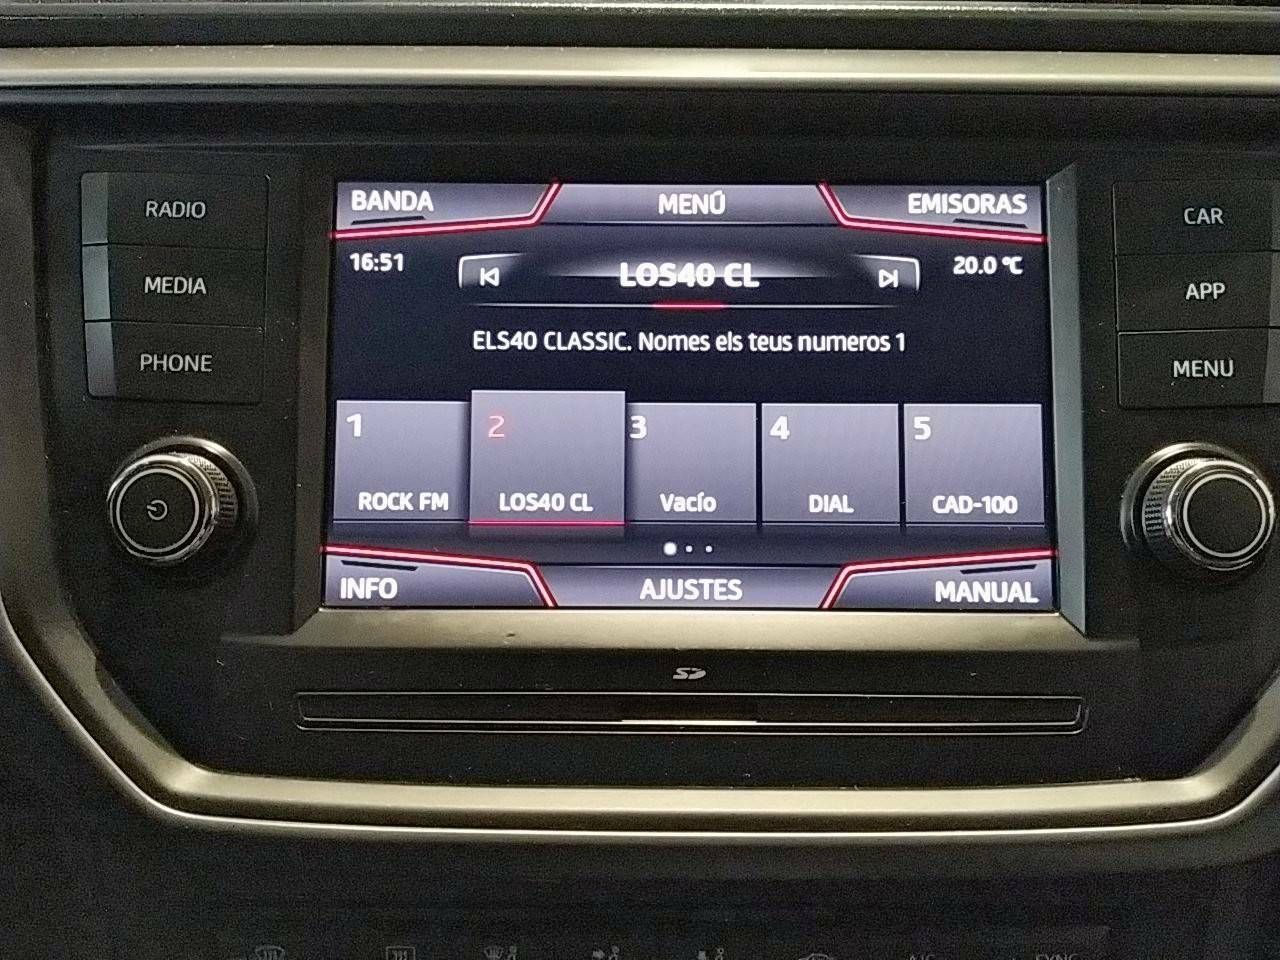 RADIO
MEDIA
PHONE
BANDA
MENÚ
EMISORAS
16:51
LOS40 CL
20.0 ℃
ELS40 CLASSIC. Nomes els teus numeros 1
1
ROCK FM
2
LOS40 CL
3
Vacío
4
DIAL
5
CAD-100
INFO
AJUSTES
MANUAL
CAR
APP
MENU
SD